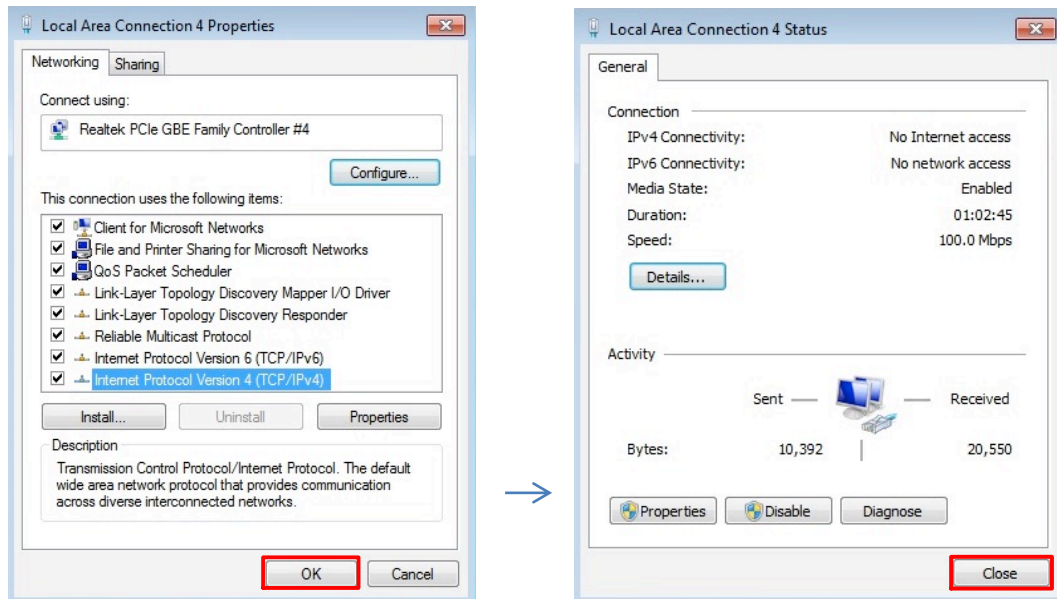 Local Area Connection 4 Properties
Networking
Sharing
Connect using:
Realtek PCIe GBE Family Controller #4
Configure...
This connection uses the following items:
Client for Microsoft Networks
File and Printer Sharing for Microsoft Networks
QoS Packet Scheduler
Link-Layer Topology Discovery Mapper I/O Driver
Link-Layer Topology Discovery Responder
Reliable Multicast Protocol
Internet Protocol Version 6 (TCP/IPv6)
Internet Protocol Version 4 (TCP/IPv4)
Install... Uninstall Properties
Description
Transmission Control Protocol/Internet Protocol. The default
wide area network protocol that provides communication
across diverse interconnected networks.
OK Cancel
Local Area Connection 4 Status
General
Connection
IPv4 Connectivity: No Internet access
IPv6 Connectivity: No network access
Media State: Enabled
Duration: 01:02:45
Speed: 100.0 Mbps
Details...
Activity
Sent Received
Bytes: 10,392 20,550
Properties Disable Diagnose
Close